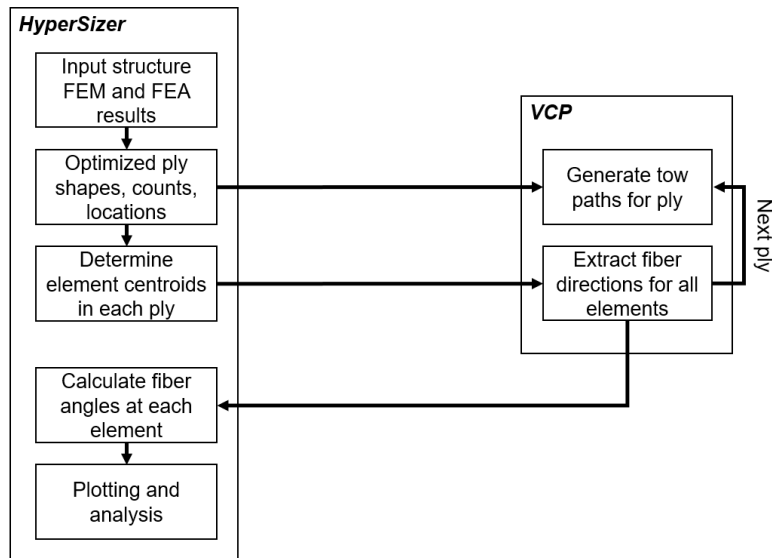 HyperSizer
Input structure
FEM and FEA
results
Optimized ply
shapes, counts,
locations
Determine
element centroids
in each ply
Calculate fiber
angles at each
element
Plotting and
analysis
VCP
Generate tow
paths for ply
Extract fiber
directions for all
elements
Next ply